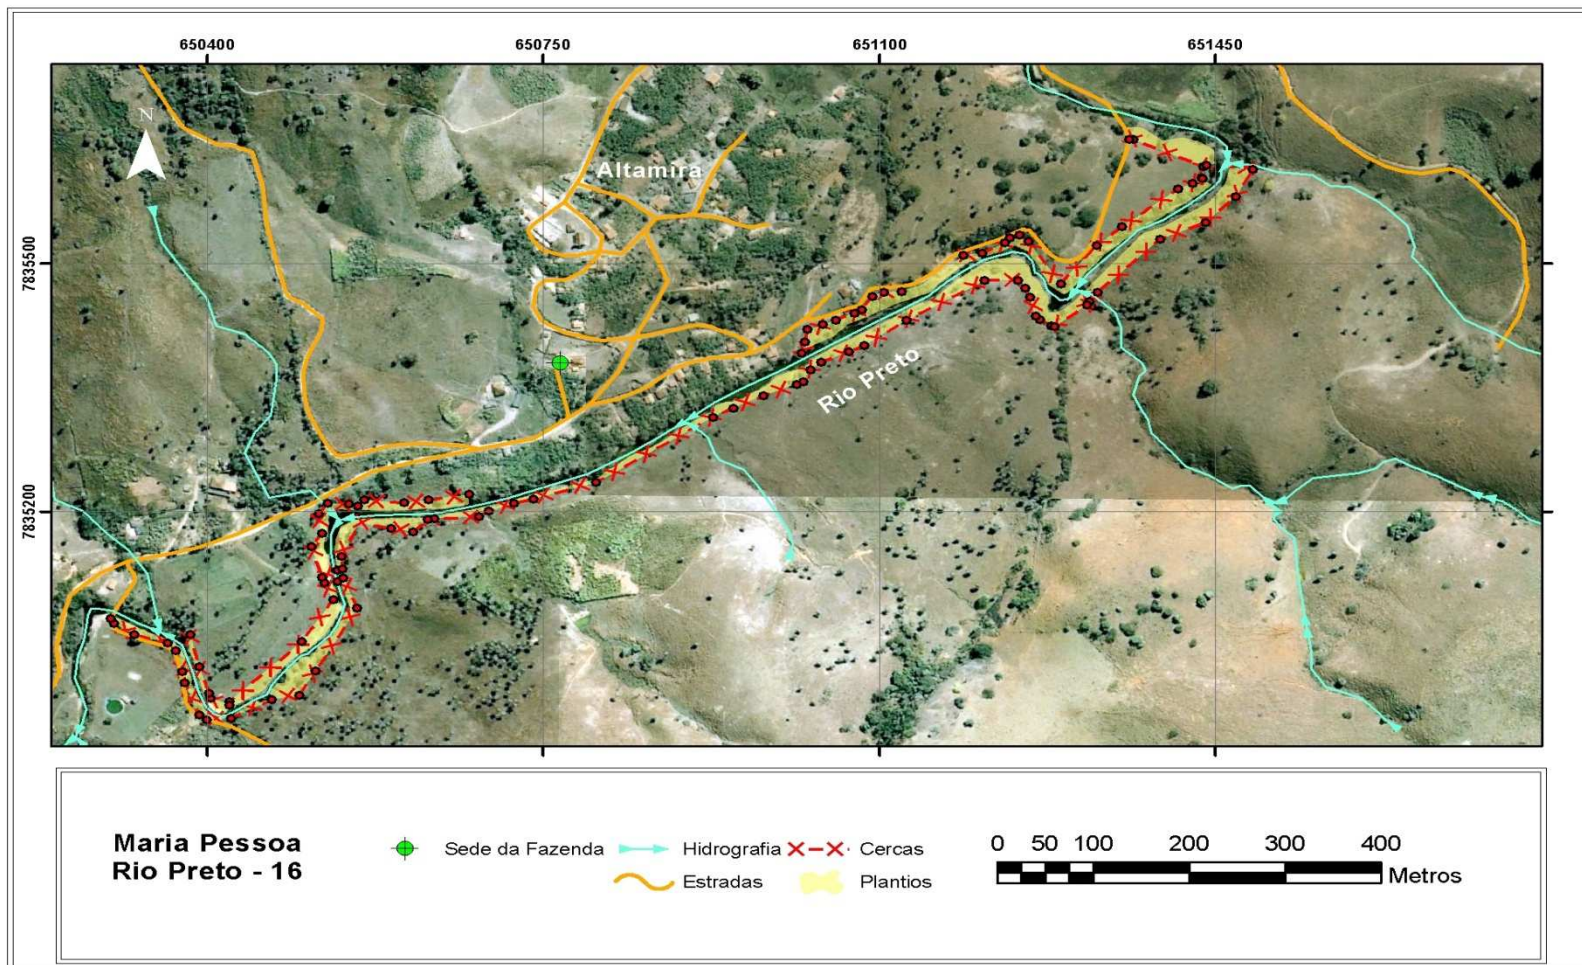 650400 650750 651100 651450
N
Altamira
7835500
Rio Preto
7835200
Maria Pessoa
Rio Preto - 16
Sede da Fazenda
Hidrografia
Cercas
Estradas
Plantios
0 50 100 200 300 400
Metros